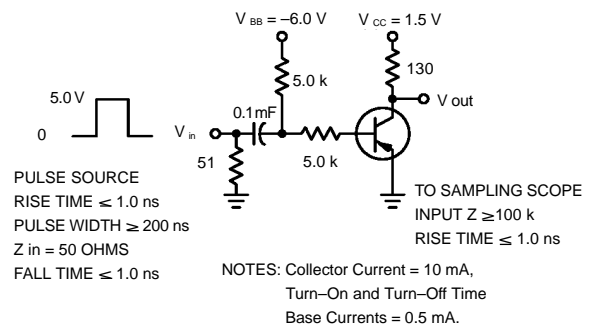 V BB = –6.0 V
V CC = 1.5 V
5.0 k
130
5.0 V
0
0.1mF
V out
V in
51
5.0 k
PULSE SOURCE
RISE TIME ≤ 1.0 ns
PULSE WIDTH ≥ 200 ns
Z in = 50 OHMS
FALL TIME ≤ 1.0 ns
TO SAMPLING SCOPE
INPUT Z ≥ 100 k
RISE TIME ≤ 1.0 ns
NOTES: Collector Current = 10 mA,
Turn–On and Turn–Off Time
Base Currents = 0.5 mA.